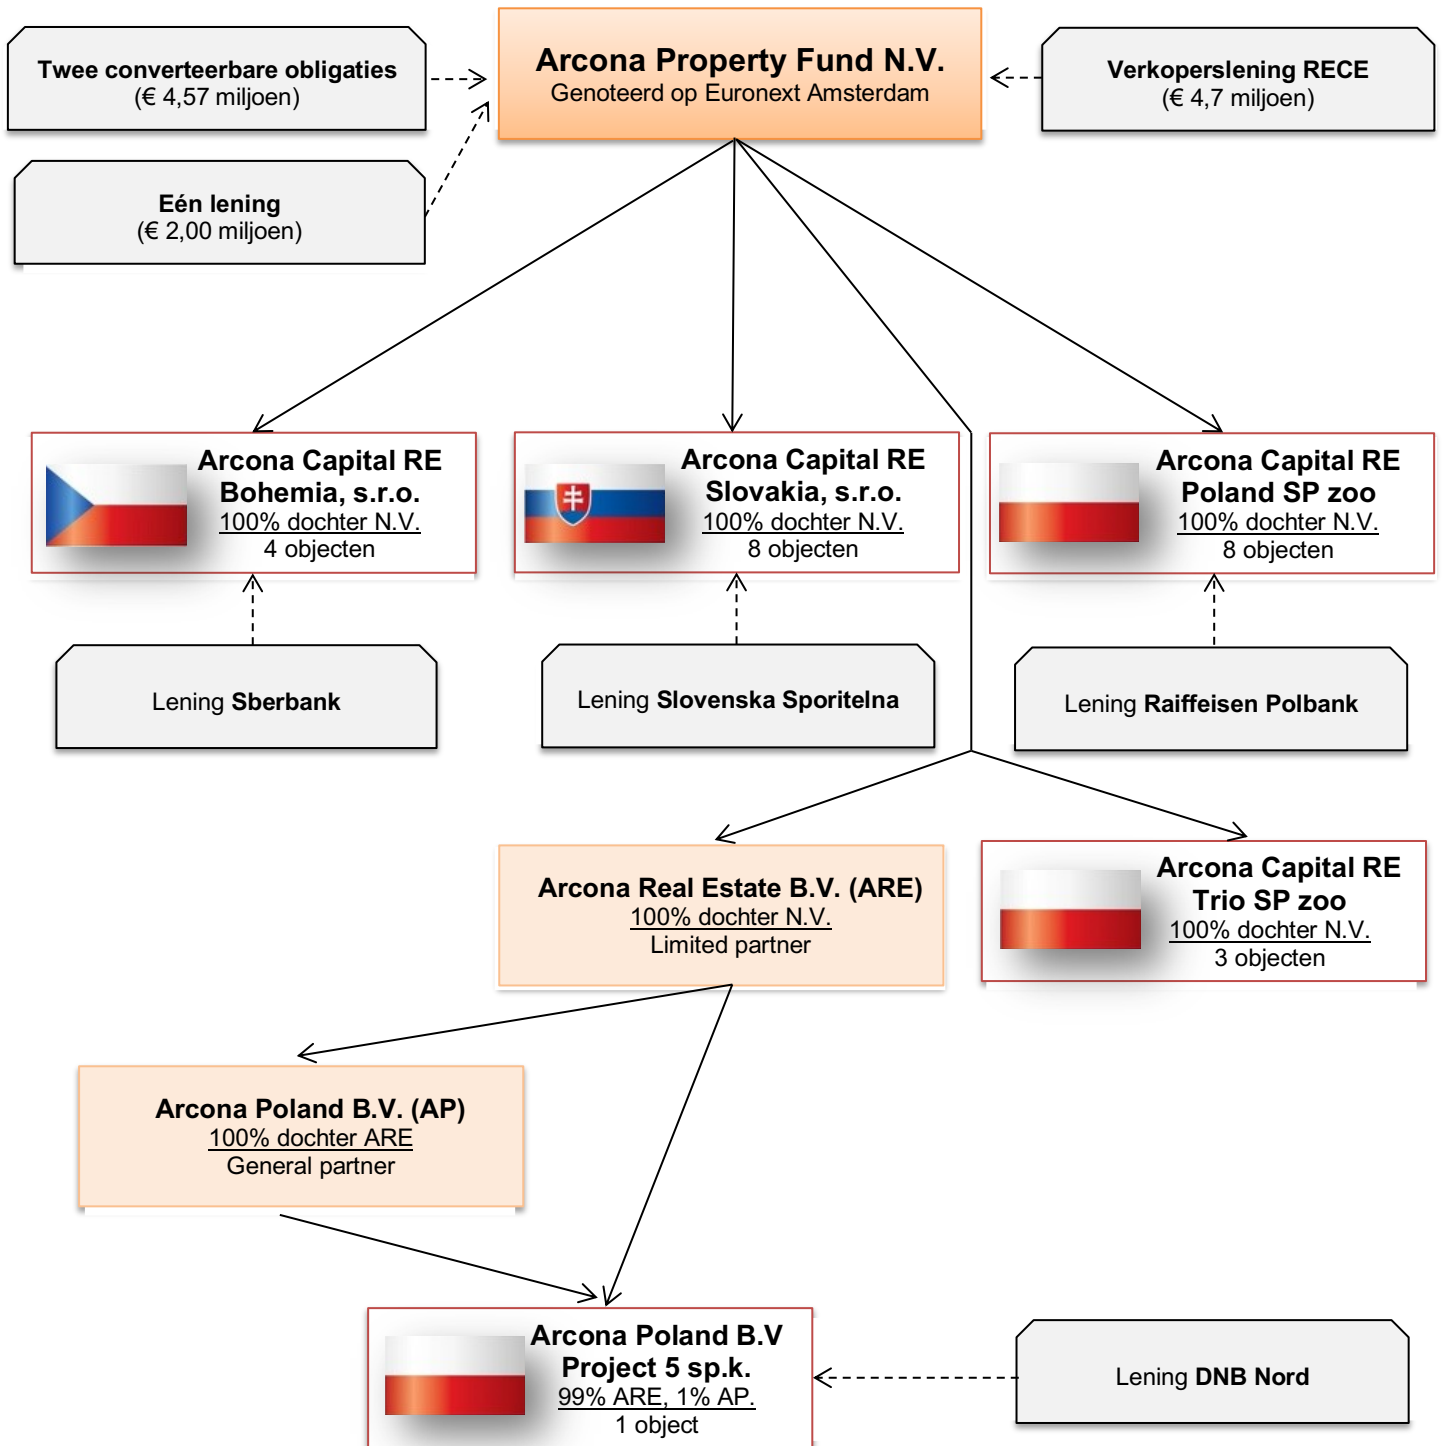 Twee converteerbare obligaties
(€ 4,57 miljoen)
Arcona Property Fund N.V.
Genoteerd op Euronext Amsterdam
Verkoperslening RECE
(€ 4,7 miljoen)
Eén lening
(€ 2,00 miljoen)
Arcona Capital RE
Bohemia, s.r.o.
100% dochter N.V.
4 objecten
Arcona Capital RE
Slovakia, s.r.o.
100% dochter N.V.
8 objecten
Arcona Capital RE
Poland SP zoo
100% dochter N.V.
8 objecten
Lening Sberbank
Lening Slovenska Sporitelna
Lening Raiffeisen Polbank
Arcona Real Estate B.V. (ARE)
100% dochter N.V.
Limited partner
Arcona Capital RE
Trio SP zoo
100% dochter N.V.
3 objecten
Arcona Poland B.V. (AP)
100% dochter ARE
General partner
Arcona Poland B.V
Project 5 sp.k.
99% ARE, 1% AP.
1 object
Lening DNB Nord